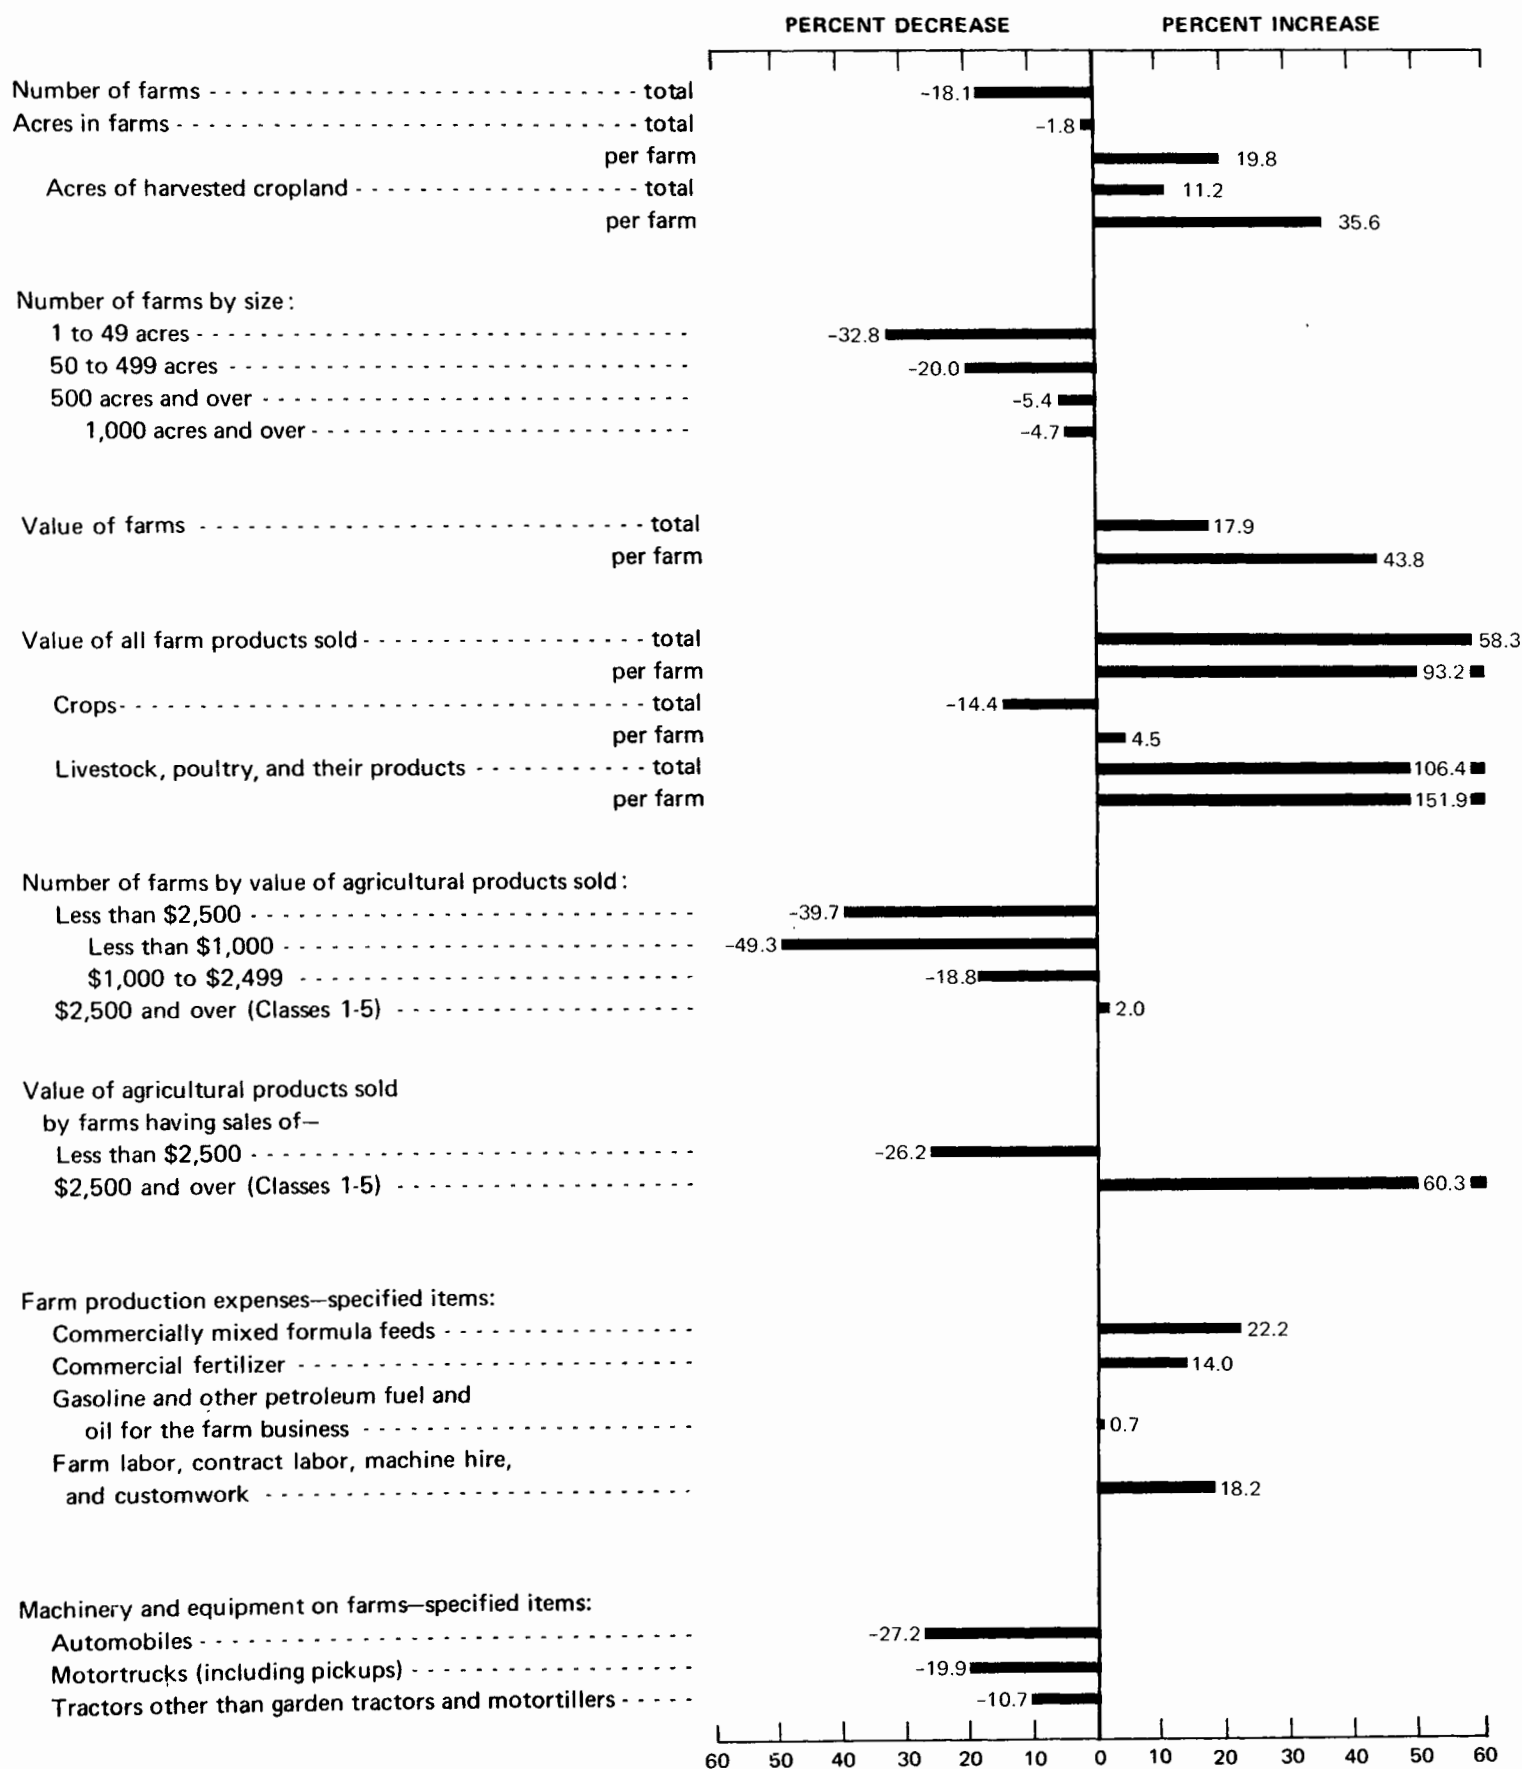 PERCENT DECREASE PERCENT INCREASE
Number of farms - - - - - - - - - - - - - - - - - - - - - - - - - - - total -18.1
Acres in farms - - - - - - - - - - - - - - - - - - - - - - - - - - - - - total -1.8
per farm 19.8
Acres of harvested cropland - - - - - - - - - - - - - - - - - - total 11.2
per farm 35.6
Number of farms by size:
1 to 49 acres - - - - - - - - - - - - - - - - - - - - - - - - - - - - - - - -32.8
50 to 499 acres - - - - - - - - - - - - - - - - - - - - - - - - - - - - - -20.0
500 acres and over - - - - - - - - - - - - - - - - - - - - - - - - - - - -5.4
1,000 acres and over - - - - - - - - - - - - - - - - - - - - - - - - -4.7
Value of farms - - - - - - - - - - - - - - - - - - - - - - - - - - - - total 17.9
per farm 43.8
Value of all farm products sold - - - - - - - - - - - - - - - - - - total 58.3
per farm 93.2
Crops - - - - - - - - - - - - - - - - - - - - - - - - - - - - - - - - - total -14.4
per farm 4.5
Livestock, poultry, and their products - - - - - - - - - - - total 106.4
per farm 151.9
Number of farms by value of agricultural products sold:
Less than $2,500 - - - - - - - - - - - - - - - - - - - - - - - - - - - - -39.7
Less than $1,000 - - - - - - - - - - - - - - - - - - - - - - - - - - -49.3
$1,000 to $2,499 - - - - - - - - - - - - - - - - - - - - - - - - - -18.8
$2,500 and over (Classes 1-5) - - - - - - - - - - - - - - - - - - - 2.0
Value of agricultural products sold
by farms having sales of—
Less than $2,500 - - - - - - - - - - - - - - - - - - - - - - - - - - - - -26.2
$2,500 and over (Classes 1-5) - - - - - - - - - - - - - - - - - - - 60.3
Farm production expenses—specified items:
Commercially mixed formula feeds - - - - - - - - - - - - - - - - 22.2
Commercial fertilizer - - - - - - - - - - - - - - - - - - - - - - - - - 14.0
Gasoline and other petroleum fuel and
oil for the farm business - - - - - - - - - - - - - - - - - - - - - 0.7
Farm labor, contract labor, machine hire,
and customwork - - - - - - - - - - - - - - - - - - - - - - - - - - - 18.2
Machinery and equipment on farms—specified items:
Automobiles - - - - - - - - - - - - - - - - - - - - - - - - - - - - - - - -27.2
Motortrucks (including pickups) - - - - - - - - - - - - - - - - - - -19.9
Tractors other than garden tractors and motortillers - - - - - -10.7
60 50 40 30 20 10 0 10 20 30 40 50 60